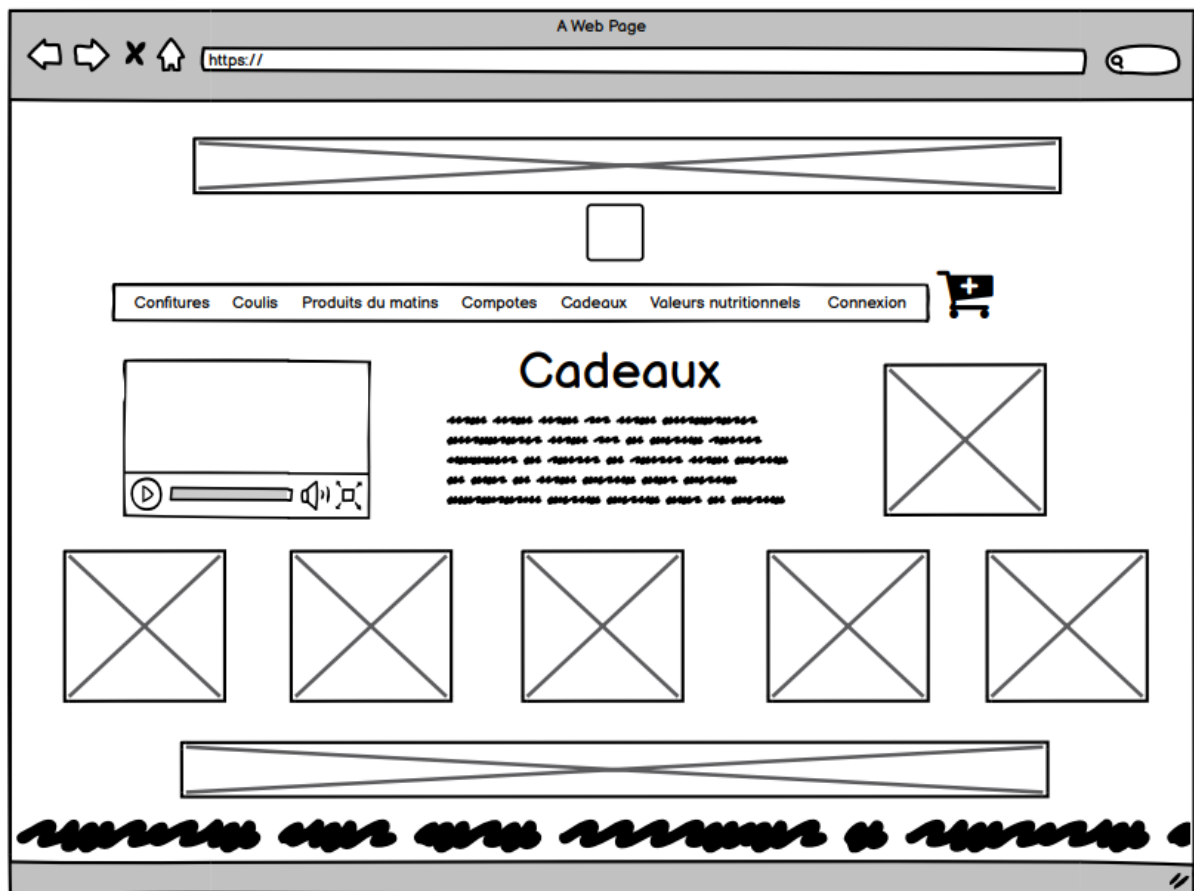 A Web Page
https://
Confitures Coulis Produits du matins Compotes Cadeaux Valeurs nutritionnels Connexion
Cadeaux